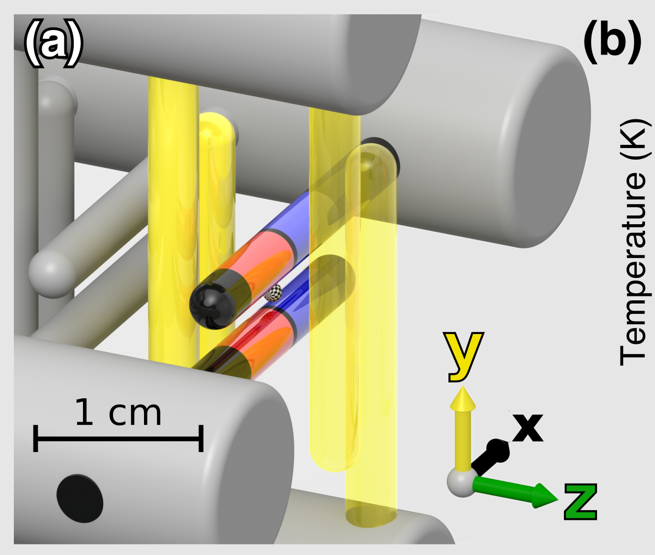 (a)
(b)
Temperature (K)
1 cm
y
x
z